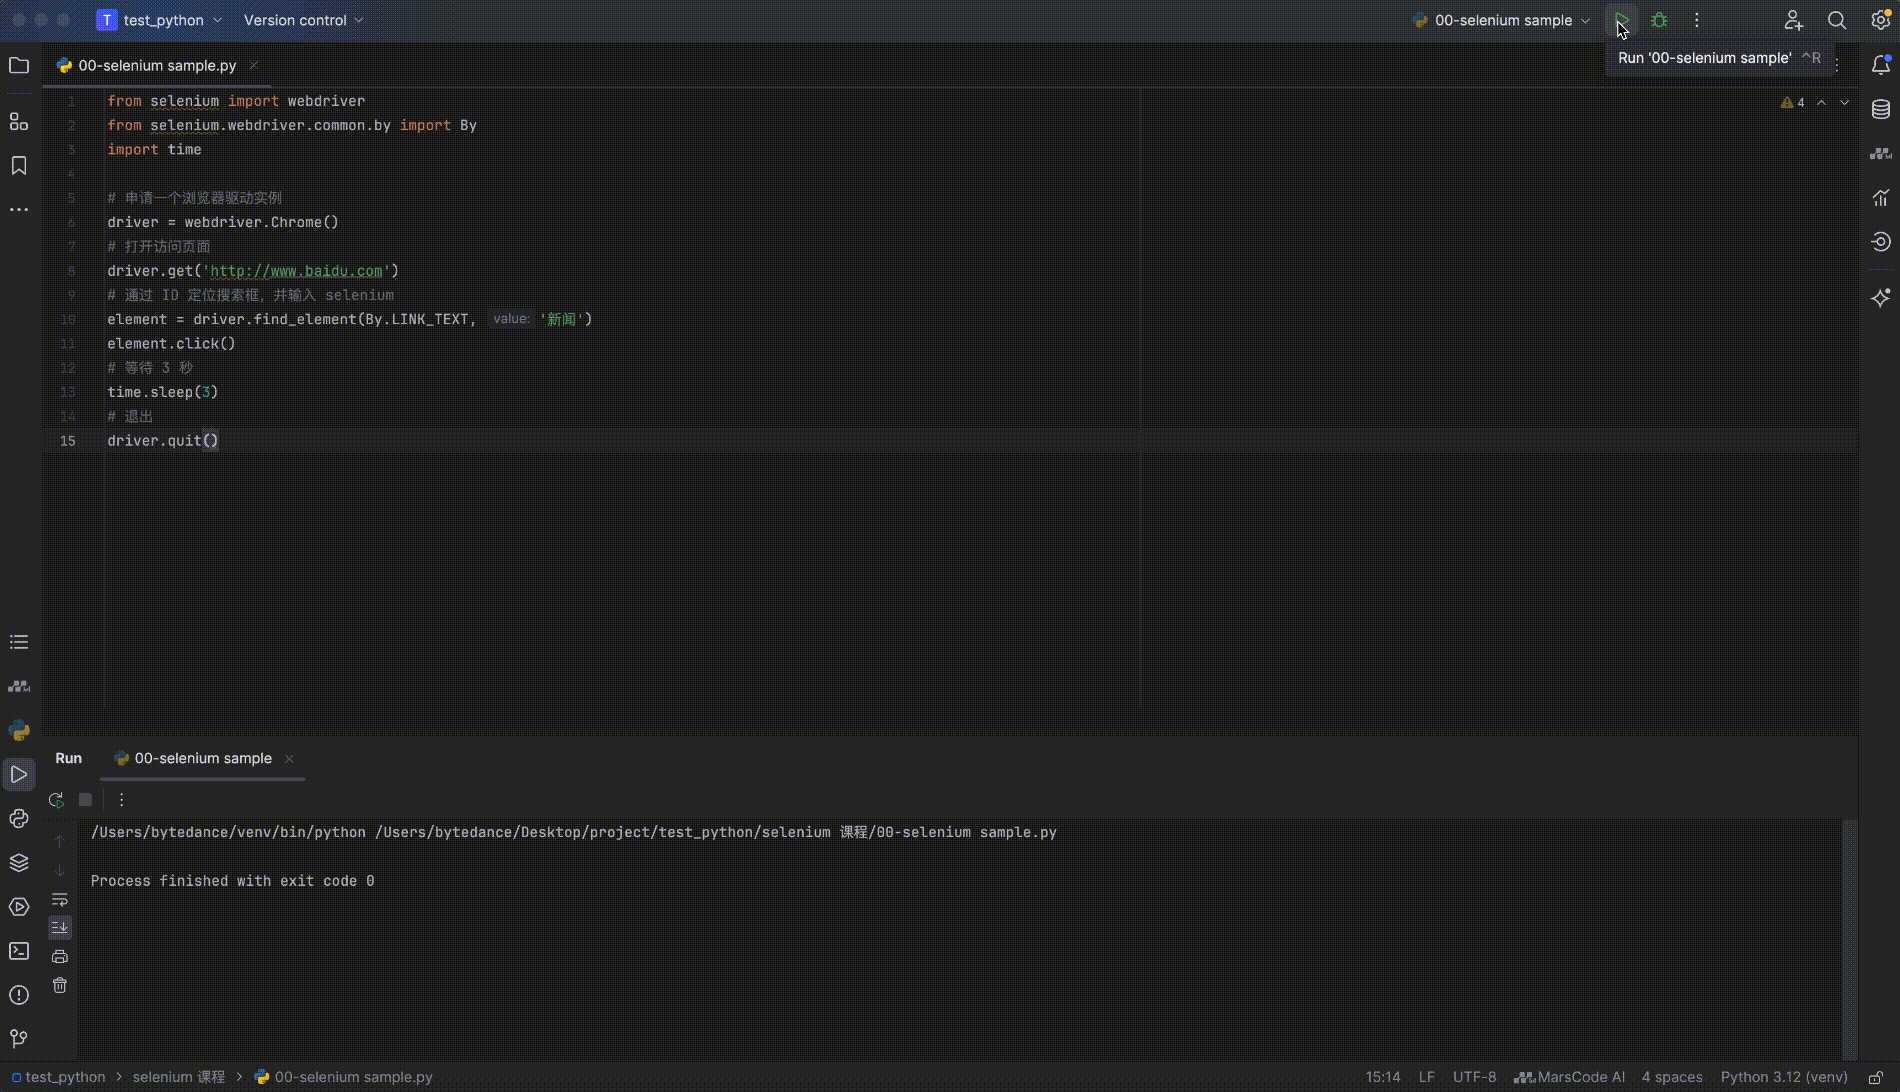 T test_python Version control 00-selenium sample
Run '00-selenium sample' ^R
00-selenium sample.py
4
1 from selenium import webdriver
2 from selenium.webdriver.common.by import By
3 import time
4
5 # 申请一个浏览器驱动实例
6 driver = webdriver.Chrome()
7 # 打开访问页面
8 driver.get('http://www.baidu.com')
9 # 通过 ID 定位搜索框，并输入 selenium
10 element = driver.find_element(By.LINK_TEXT, value: '新闻')
11 element.click()
12 # 等待 3 秒
13 time.sleep(3)
14 # 退出
15 driver.quit()
Run 00-selenium sample
/Users/bytedance/venv/bin/python /Users/bytedance/Desktop/project/test_python/selenium 课程/00-selenium sample.py
Process finished with exit code 0
test_python > selenium 课程 > 00-selenium sample.py 15:14 LF UTF-8 MarsCode AI 4 spaces Python 3.12 (venv)